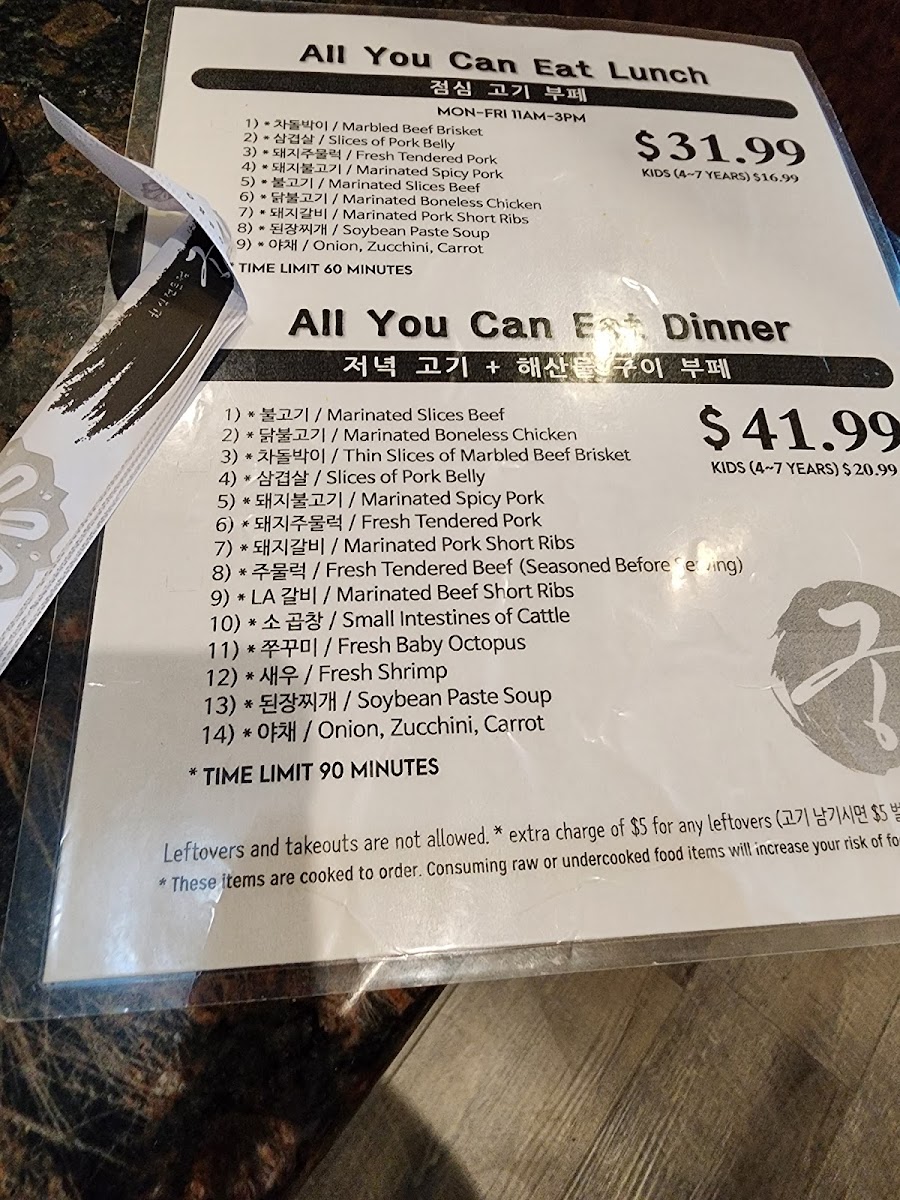 All You Can Eat Lunch
점심 고기 부페
MON-FRI 11AM-3PM
1) * 차돌박이 / Marbled Beef Brisket
2) * 삼겹살 / Slices of Pork Belly
3) * 돼지주물럭 / Fresh Tendered Pork
4) * 돼지불고기 / Marinated Spicy Pork
5) * 불고기 / Marinated Slices Beef
6) * 닭불고기 / Marinated Boneless Chicken
7) * 돼지갈비 / Marinated Pork Short Ribs
8) * 된장찌개 / Soybean Paste Soup
9) * 야채 / Onion, Zucchini, Carrot
* TIME LIMIT 60 MINUTES
$31.99
KIDS (4~7 YEARS) $16.99
All You Can Eat Dinner
저녁 고기 + 해산물 구이 부페
1) * 불고기 / Marinated Slices Beef
2) * 닭불고기 / Marinated Boneless Chicken
3) * 차돌박이 / Thin Slices of Marbled Beef Brisket
4) * 삼겹살 / Slices of Pork Belly
5) * 돼지불고기 / Marinated Spicy Pork
6) * 돼지주물럭 / Fresh Tendered Pork
7) * 돼지갈비 / Marinated Pork Short Ribs
8) * 주물럭 / Fresh Tendered Beef (Seasoned Before Serving)
9) * LA 갈비 / Marinated Beef Short Ribs
10) * 소 곱창 / Small Intestines of Cattle
11) * 쭈꾸미 / Fresh Baby Octopus
12) * 새우 / Fresh Shrimp
13) * 된장찌개 / Soybean Paste Soup
14) * 야채 / Onion, Zucchini, Carrot
* TIME LIMIT 90 MINUTES
$41.99
KIDS (4~7 YEARS) $20.99
궁
Leftovers and takeouts are not allowed. * extra charge of $5 for any leftovers (고기 남기시면 $5
* These items are cooked to order. Consuming raw or undercooked food items will increase your risk of